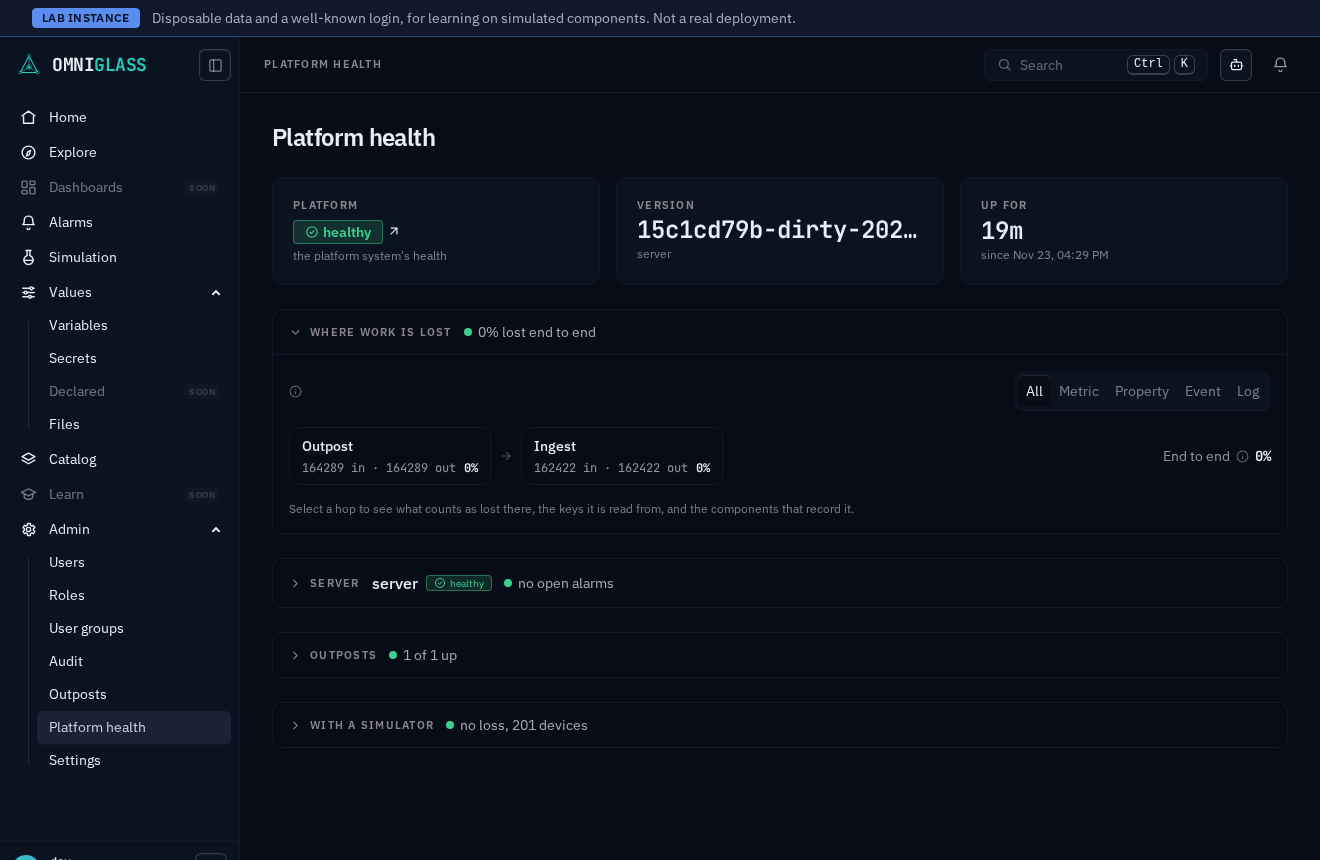 LAB INSTANCE Disposable data and a well-known login, for learning on simulated components. Not a real deployment.
OMNIGLASS
PLATFORM HEALTH
Search Ctrl K
Home
Explore
Dashboards SOON
Alarms
Simulation
Values
Variables
Secrets
Declared SOON
Files
Catalog
Learn SOON
Admin
Users
Roles
User groups
Audit
Outposts
Platform health
Settings
Platform health
PLATFORM
healthy
the platform system's health
VERSION
15c1cd79b-dirty-202…
server
UP FOR
19m
since Nov 23, 04:29 PM
WHERE WORK IS LOST 0% lost end to end
All Metric Property Event Log
Outpost
164289 in · 164289 out 0%
Ingest
162422 in · 162422 out 0%
End to end 0%
Select a hop to see what counts as lost there, the keys it is read from, and the components that record it.
SERVER server healthy no open alarms
OUTPOSTS 1 of 1 up
WITH A SIMULATOR no loss, 201 devices